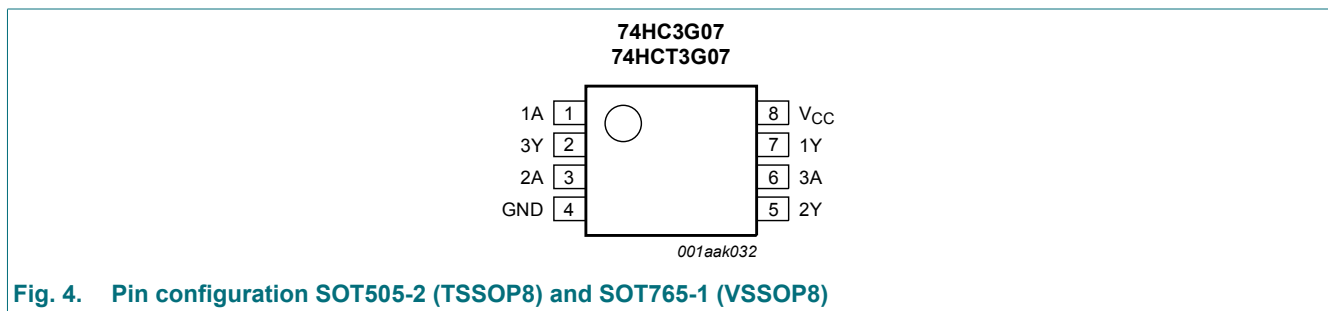 74HC3G07
74HCT3G07
1A 1 8 VCC
3Y 2 7 1Y
2A 3 6 3A
GND 4 5 2Y
001aak032
Fig. 4. Pin configuration SOT505-2 (TSSOP8) and SOT765-1 (VSSOP8)